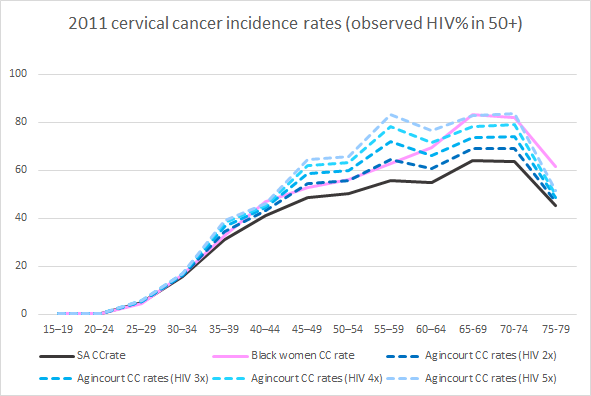 2011 cervical cancer incidence rates (observed HIV% in 50+)
100
80
60
40
20
0
15–19 20–24 25–29 30–34 35–39 40–44 45–49 50–54 55–59 60–64 65-69 70-74 75-79
SA CCrate Black women CC rate Agincourt CC rates (HIV 2x)
Agincourt CC rates (HIV 3x) Agincourt CC rates (HIV 4x) Agincourt CC rates (HIV 5x)